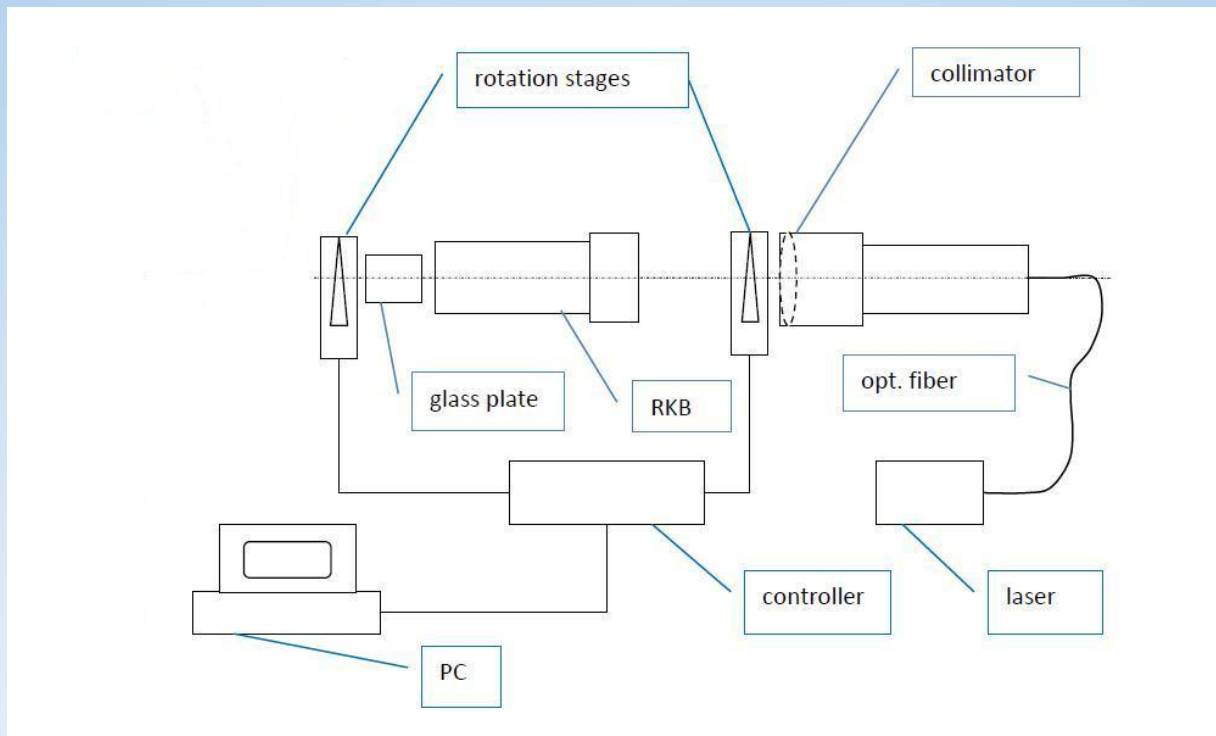 rotation stages
collimator
glass plate
RKB
opt. fiber
controller
laser
PC